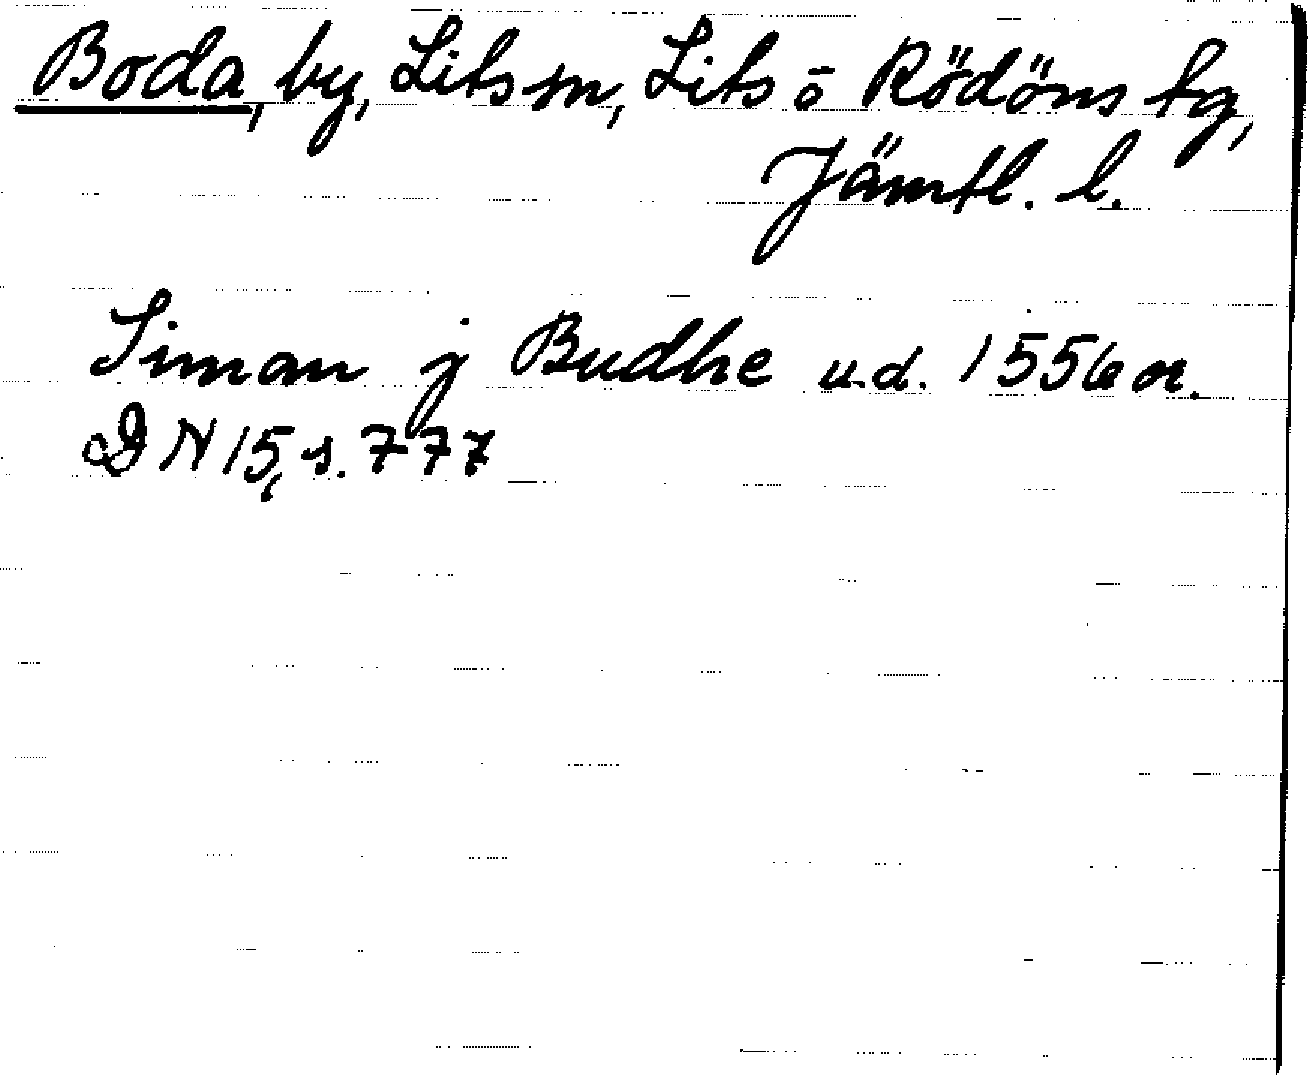 Boda, by, Lits sn, Lits ō Rödöns tg,
Jämtl. l.
Siman j Budhe u.d. 1556 or.
DN 15, s. 777